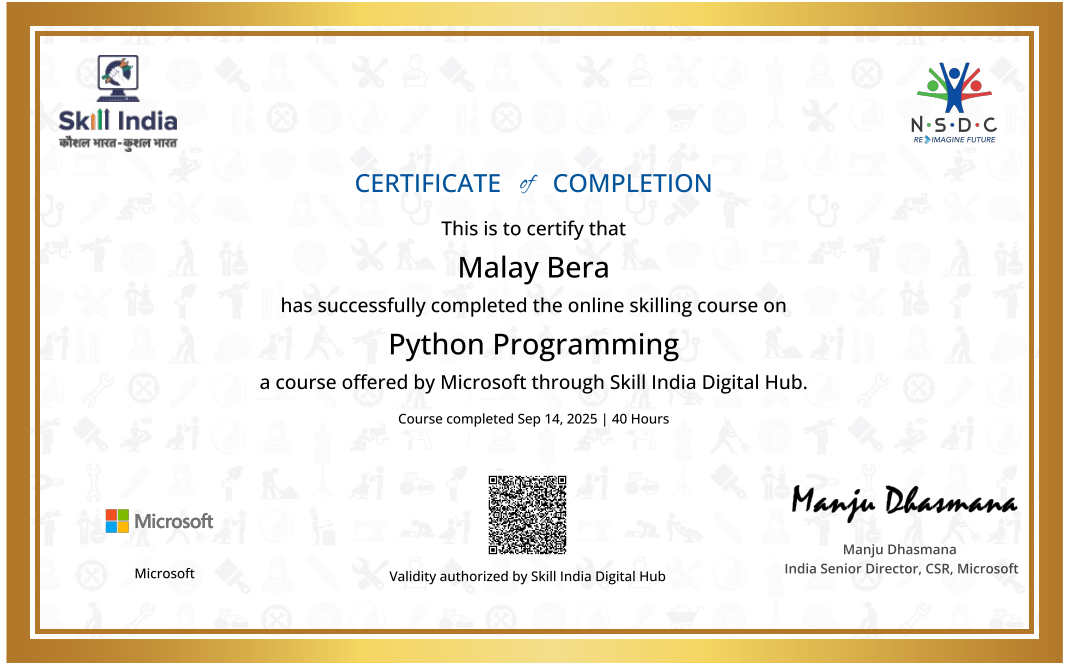 Skill India
कौशल भारत-कुशल भारत
N·S·D·C
RE IMAGINE FUTURE
CERTIFICATE of COMPLETION
This is to certify that
Malay Bera
has successfully completed the online skilling course on
Python Programming
a course offered by Microsoft through Skill India Digital Hub.
Course completed Sep 14, 2025 | 40 Hours
Microsoft
Microsoft
Validity authorized by Skill India Digital Hub
Manju Dhasmana
Manju Dhasmana
India Senior Director, CSR, Microsoft